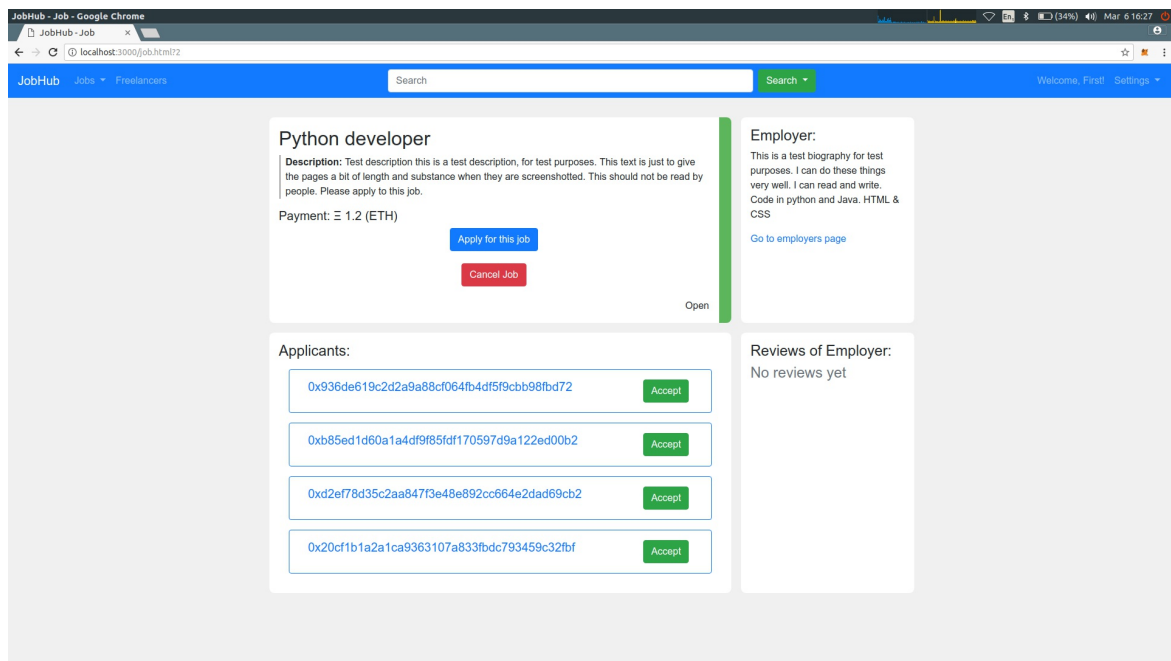 JobHub - Job - Google Chrome
En
(34%)
Mar 6 16:27
JobHub - Job
localhost:3000/job.html?2
JobHub
Jobs
Freelancers
Search
Search
Welcome, First!
Settings
Python developer
Description: Test description this is a test description, for test purposes. This text is just to give
the pages a bit of length and substance when they are screenshotted. This should not be read by
people. Please apply to this job.
Payment: Ξ 1.2 (ETH)
Apply for this job
Cancel Job
Open
Employer:
This is a test biography for test
purposes. I can do these things
very well. I can read and write.
Code in python and Java. HTML &
CSS
Go to employers page
Applicants:
0x936de619c2d2a9a88cf064fb4df5f9cbb98fbd72
Accept
0xb85ed1d60a1a4df9f85fdf170597d9a122ed00b2
Accept
0xd2ef78d35c2aa847f3e48e892cc664e2dad69cb2
Accept
0x20cf1b1a2a1ca9363107a833fbdc793459c32fbf
Accept
Reviews of Employer:
No reviews yet